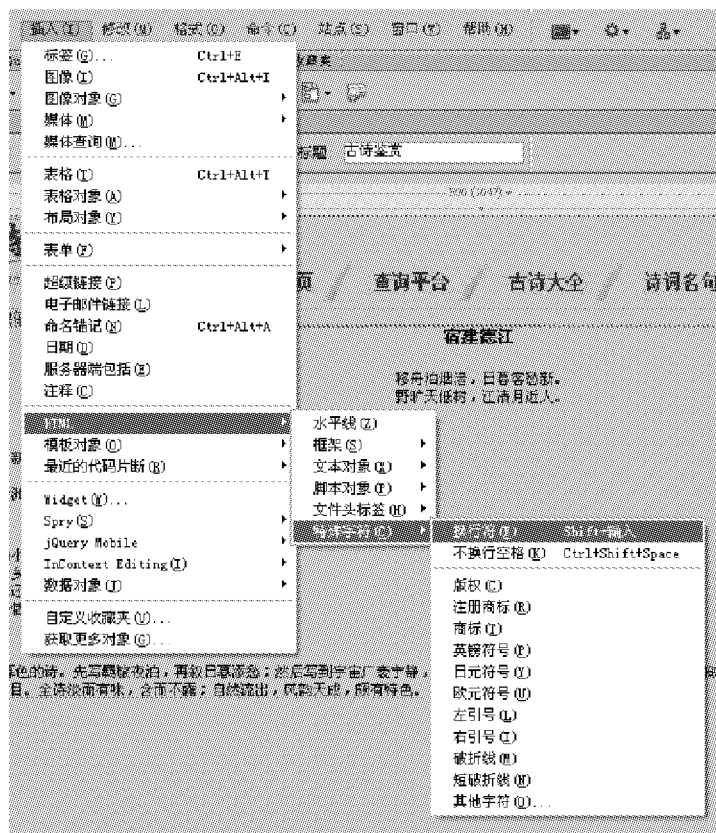 插入(I) 修改(M) 格式(O) 命令(C) 站点(S) 窗口(W) 帮助(H)
标签(G)... Ctrl+E
图像(I) Ctrl+Alt+I
图像对象(G)
媒体(M)
媒体查询(M)...
标题 古诗鉴赏
表格(T) Ctrl+Alt+T
表格对象(A)
布局对象(Y)
表单(F)
超级链接(P)
电子邮件链接(L)
命名锚记(N) Ctrl+Alt+A
日期(D)
服务器端包括(E)
注释(C)
页 查询平台 古诗大全 诗词名句
宿建德江
移舟泊烟渚，日暮客愁新。
野旷天低树，江清月近人。
HTML
模板对象(O)
最近的代码片断(R)
Widget(W)...
Spry(S)
jQuery Mobile
InContext Editing(I)
数据对象(J)
自定义收藏夹(U)...
获取更多对象(G)...
水平线(Z)
框架(S)
文本对象(X)
脚本对象(P)
文件头标签(H)
特殊字符(C)
换行符(E) Shift+输入
不换行空格(K) Ctrl+Shift+Space
版权(C)
注册商标(R)
商标(T)
英镑符号(P)
日元符号(Y)
欧元符号(U)
左引号(L)
右引号(I)
破折线(M)
短破折线(N)
其他字符(O)...
色的诗。先写羁旅夜泊，再叙日暮添愁；然后写到宇宙广袤宁静，
目。全诗淡而有味，含而不露；自然流出，风韵天成，颇有特色。